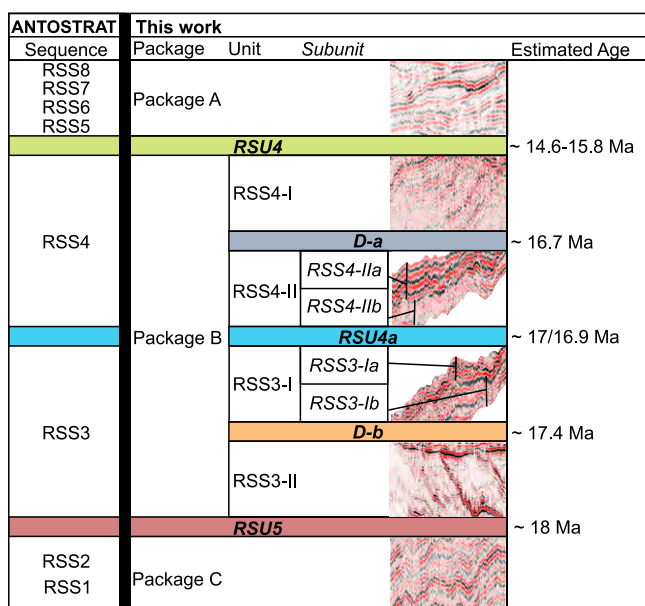 ANTOSTRAT This work
Sequence Package Unit Subunit Estimated Age
RSS8
RSS7
RSS6
RSS5
Package A
RSU4 ~ 14.6-15.8 Ma
RSS4-I
D-a ~ 16.7 Ma
RSS4
RSS4-II
RSS4-IIa
RSS4-IIb
Package B
RSU4a ~ 17/16.9 Ma
RSS3-I
RSS3-Ia
RSS3-Ib
RSS3
D-b ~ 17.4 Ma
RSS3-II
RSU5 ~ 18 Ma
RSS2
RSS1
Package C